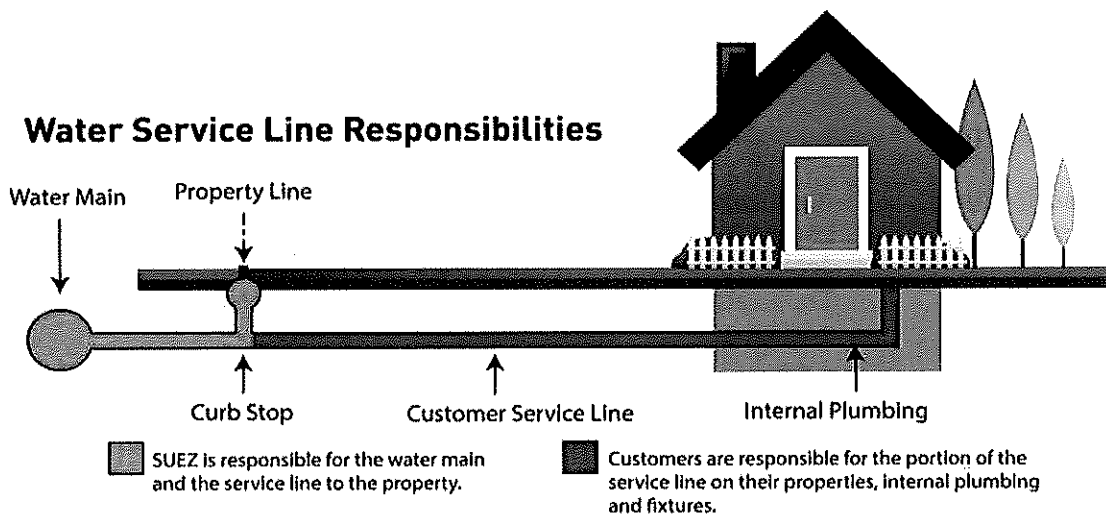 Water Service Line Responsibilities
Water Main
Property Line
Curb Stop
Customer Service Line
Internal Plumbing
SUEZ is responsible for the water main
and the service line to the property.
Customers are responsible for the portion of the
service line on their properties, internal plumbing
and fixtures.